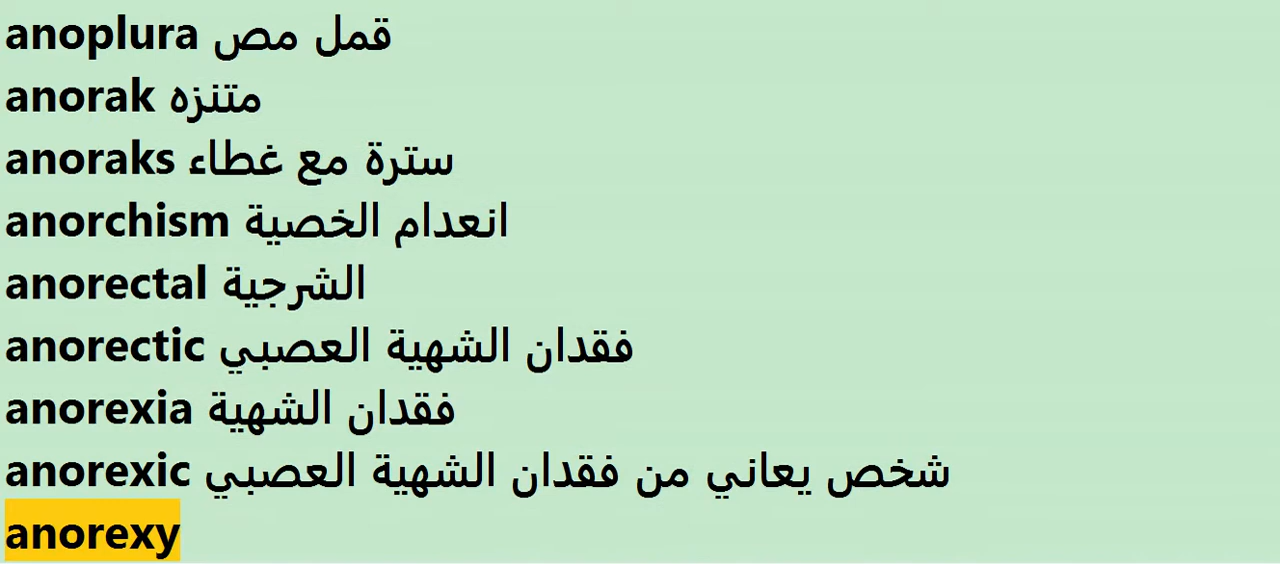 anoplura قمل مص
anorak متنزه
anoraks سترة مع غطاء
anorchism انعدام الخصية
anorectal الشرجية
anorectic فقدان الشهية العصبي
anorexia فقدان الشهية
anorexic شخص يعاني من فقدان الشهية العصبي
anorexy